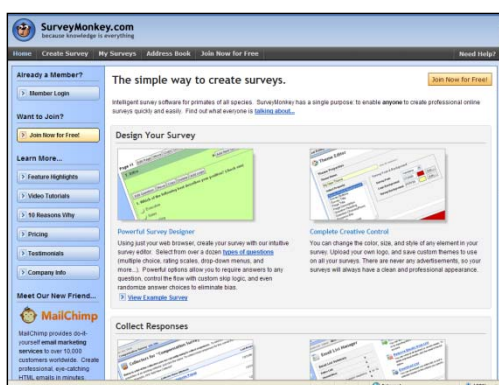 SurveyMonkey.com
because knowledge is everything
Home Create Survey My Surveys Address Book Join Now for Free Need Help?
Already a Member?
Member Login
Want to Join?
Join Now for Free!
Learn More...
Feature Highlights
Video Tutorials
10 Reasons Why
Pricing
Testimonials
Company Info
Meet Our New Friend...
MailChimp
MailChimp provides do-it-
yourself email marketing
services to over 10,000
customers worldwide. Create
professional, eye-catching
HTML emails in minutes.
The simple way to create surveys.
Join Now for Free!
Intelligent survey software for primates of all species. SurveyMonkey has a single purpose: to enable anyone to create professional online
surveys quickly and easily. Find out what everyone is talking about...
Design Your Survey
Theme Editor
Powerful Survey Designer
Using just your web browser, create your survey with our intuitive
survey editor. Select from over a dozen types of questions
(multiple choice, rating scales, drop-down menus, and
more...). Powerful options allow you to require answers to any
question, control the flow with custom skip logic, and even
randomize answer choices to eliminate bias.
View Example Survey
Complete Creative Control
You can change the color, size, and style of any element in your
survey. Upload your own logo, and save custom themes to use
on all your surveys. There are never any advertisements, so your
surveys will always have a clean and professional appearance.
Collect Responses
Email List Manager